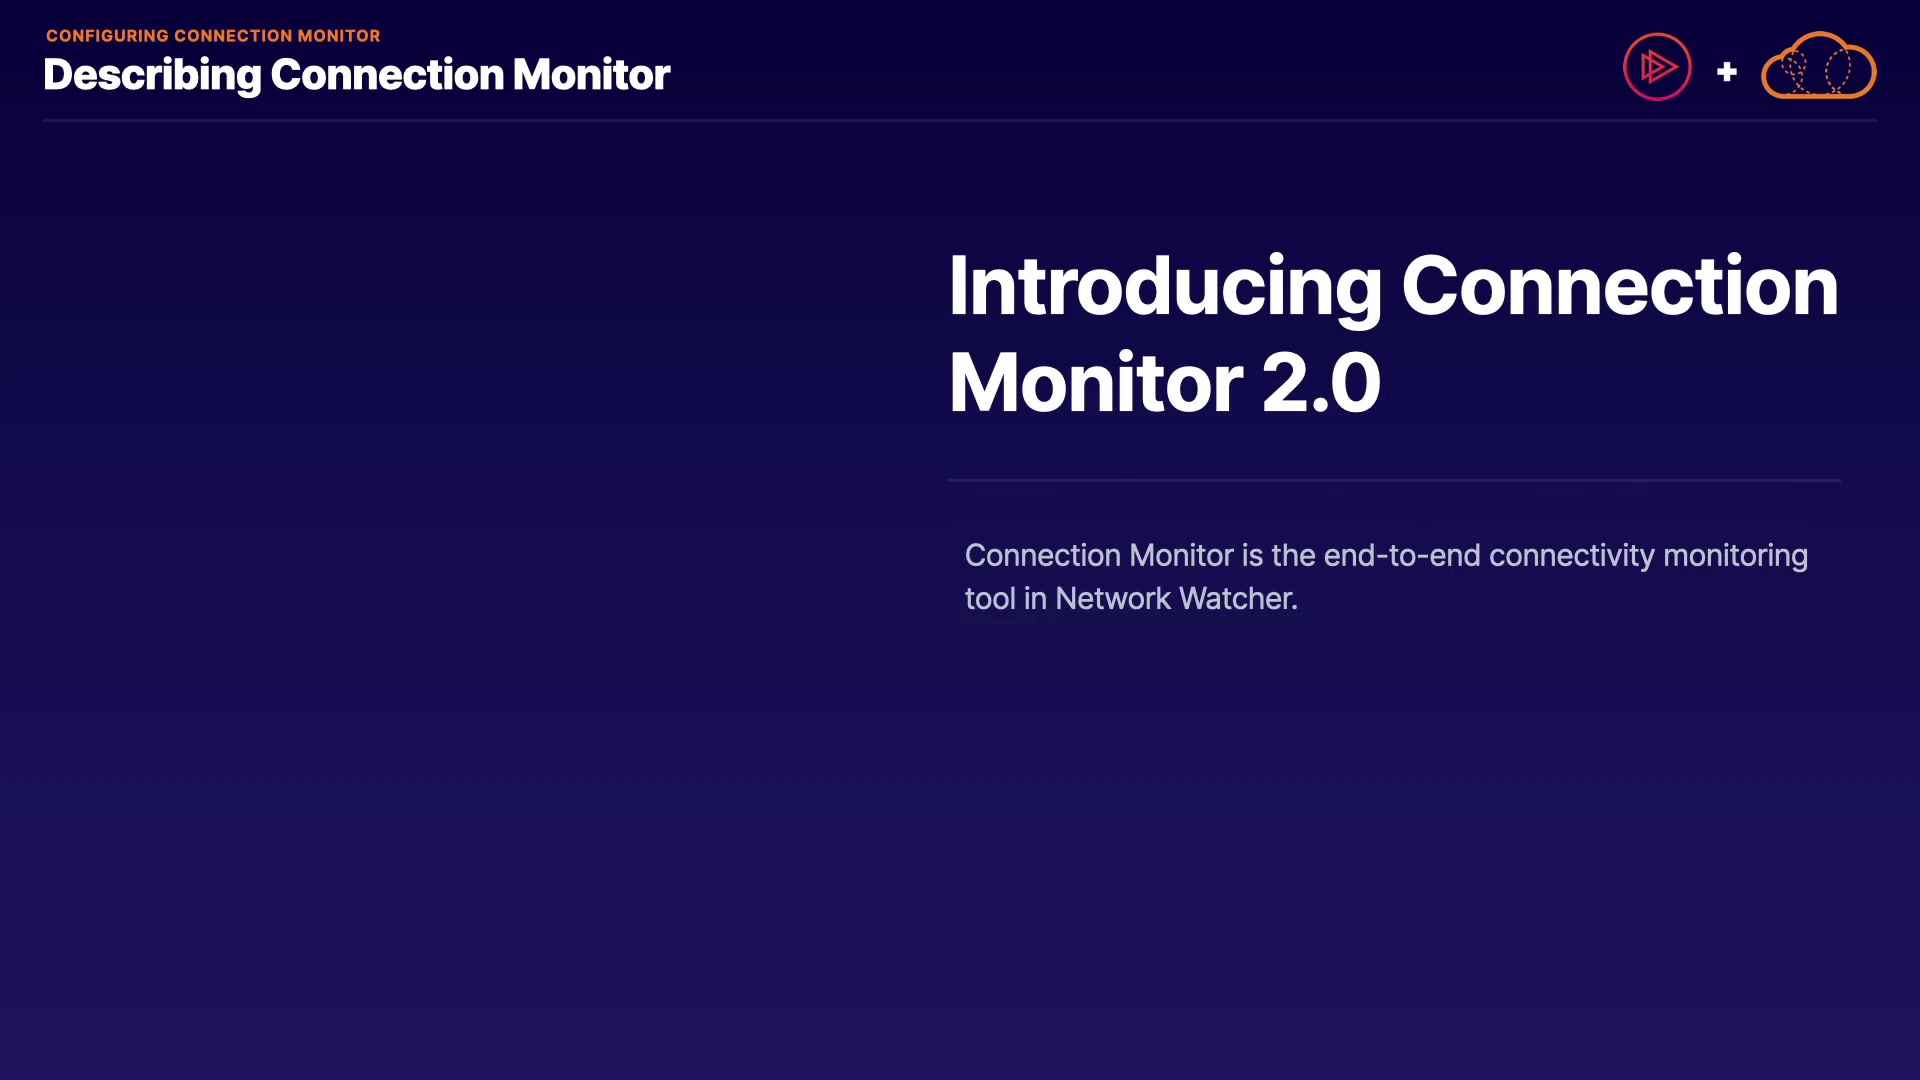 CONFIGURING CONNECTION MONITOR
Describing Connection Monitor
+
Introducing Connection
Monitor 2.0
Connection Monitor is the end-to-end connectivity monitoring
tool in Network Watcher.